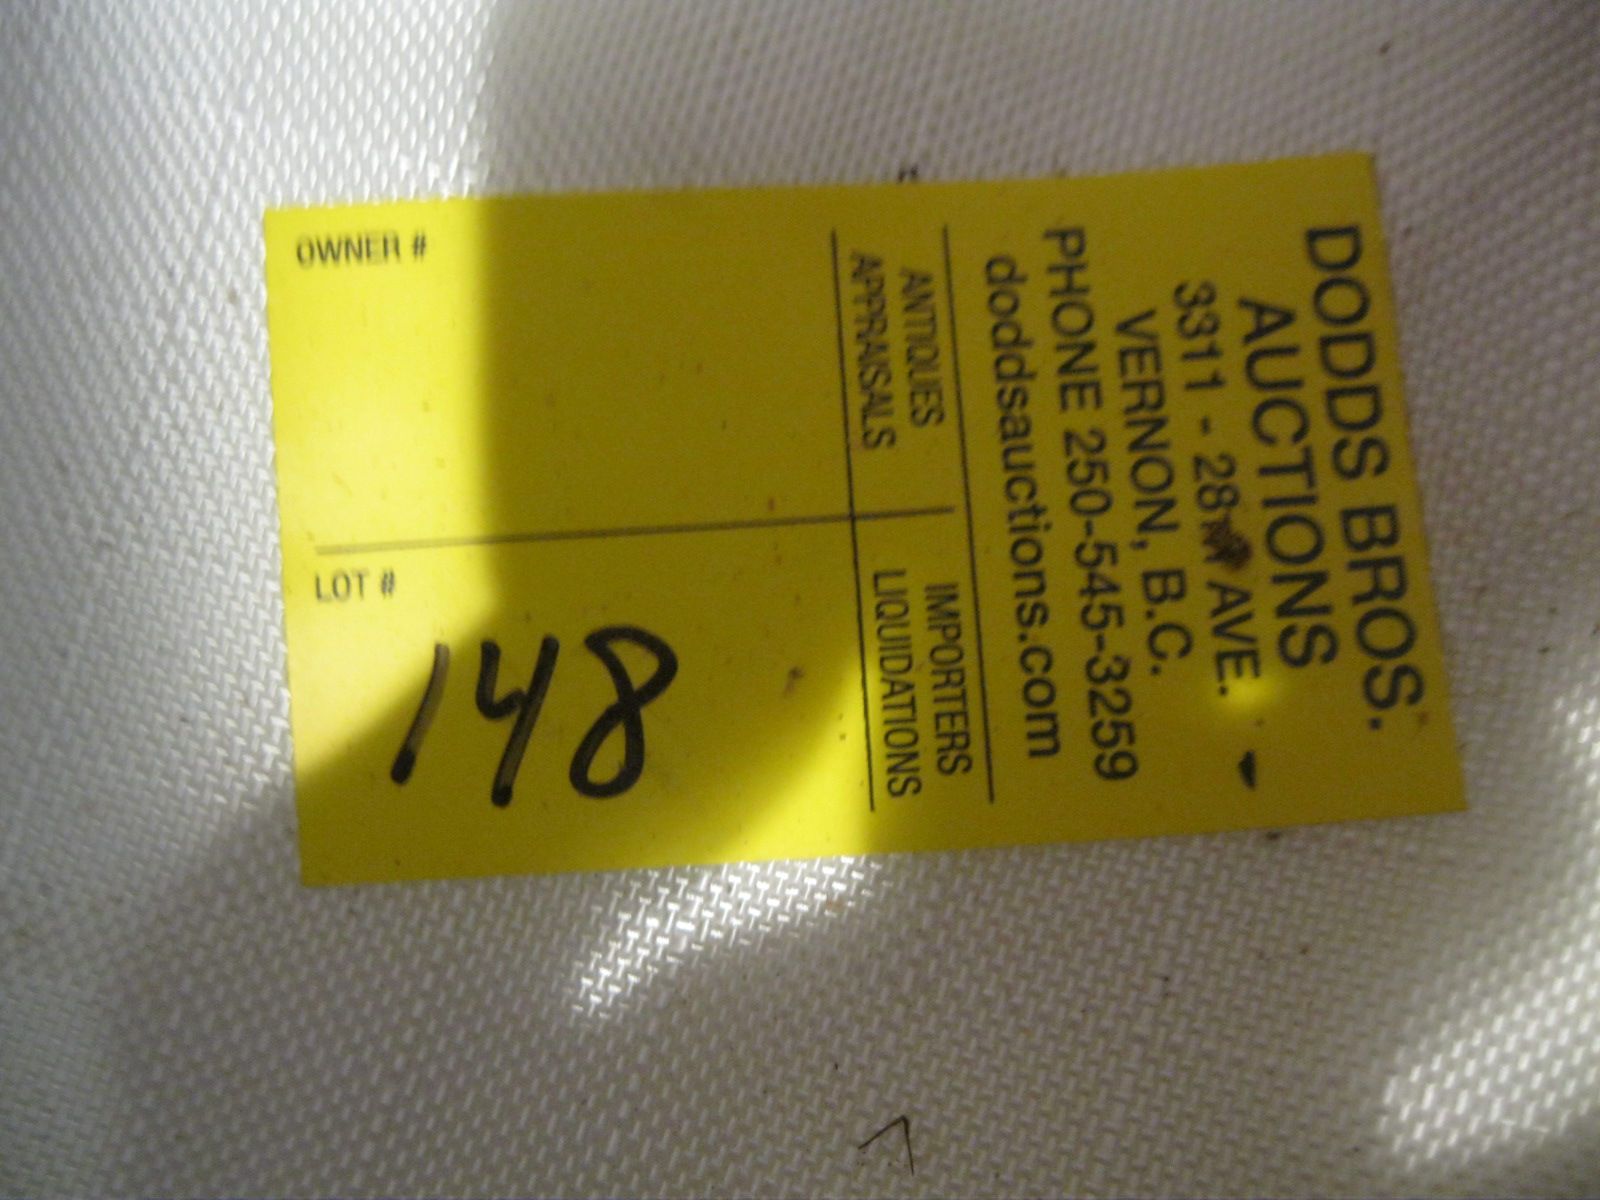 DODDS BROS.
AUCTIONS
3311 - 28 AVE.
VERNON, B.C.
PHONE 250-545-3259
doddsauctions.com
ANTIQUES IMPORTERS
APPRAISALS LIQUIDATIONS
OWNER #
LOT #
148